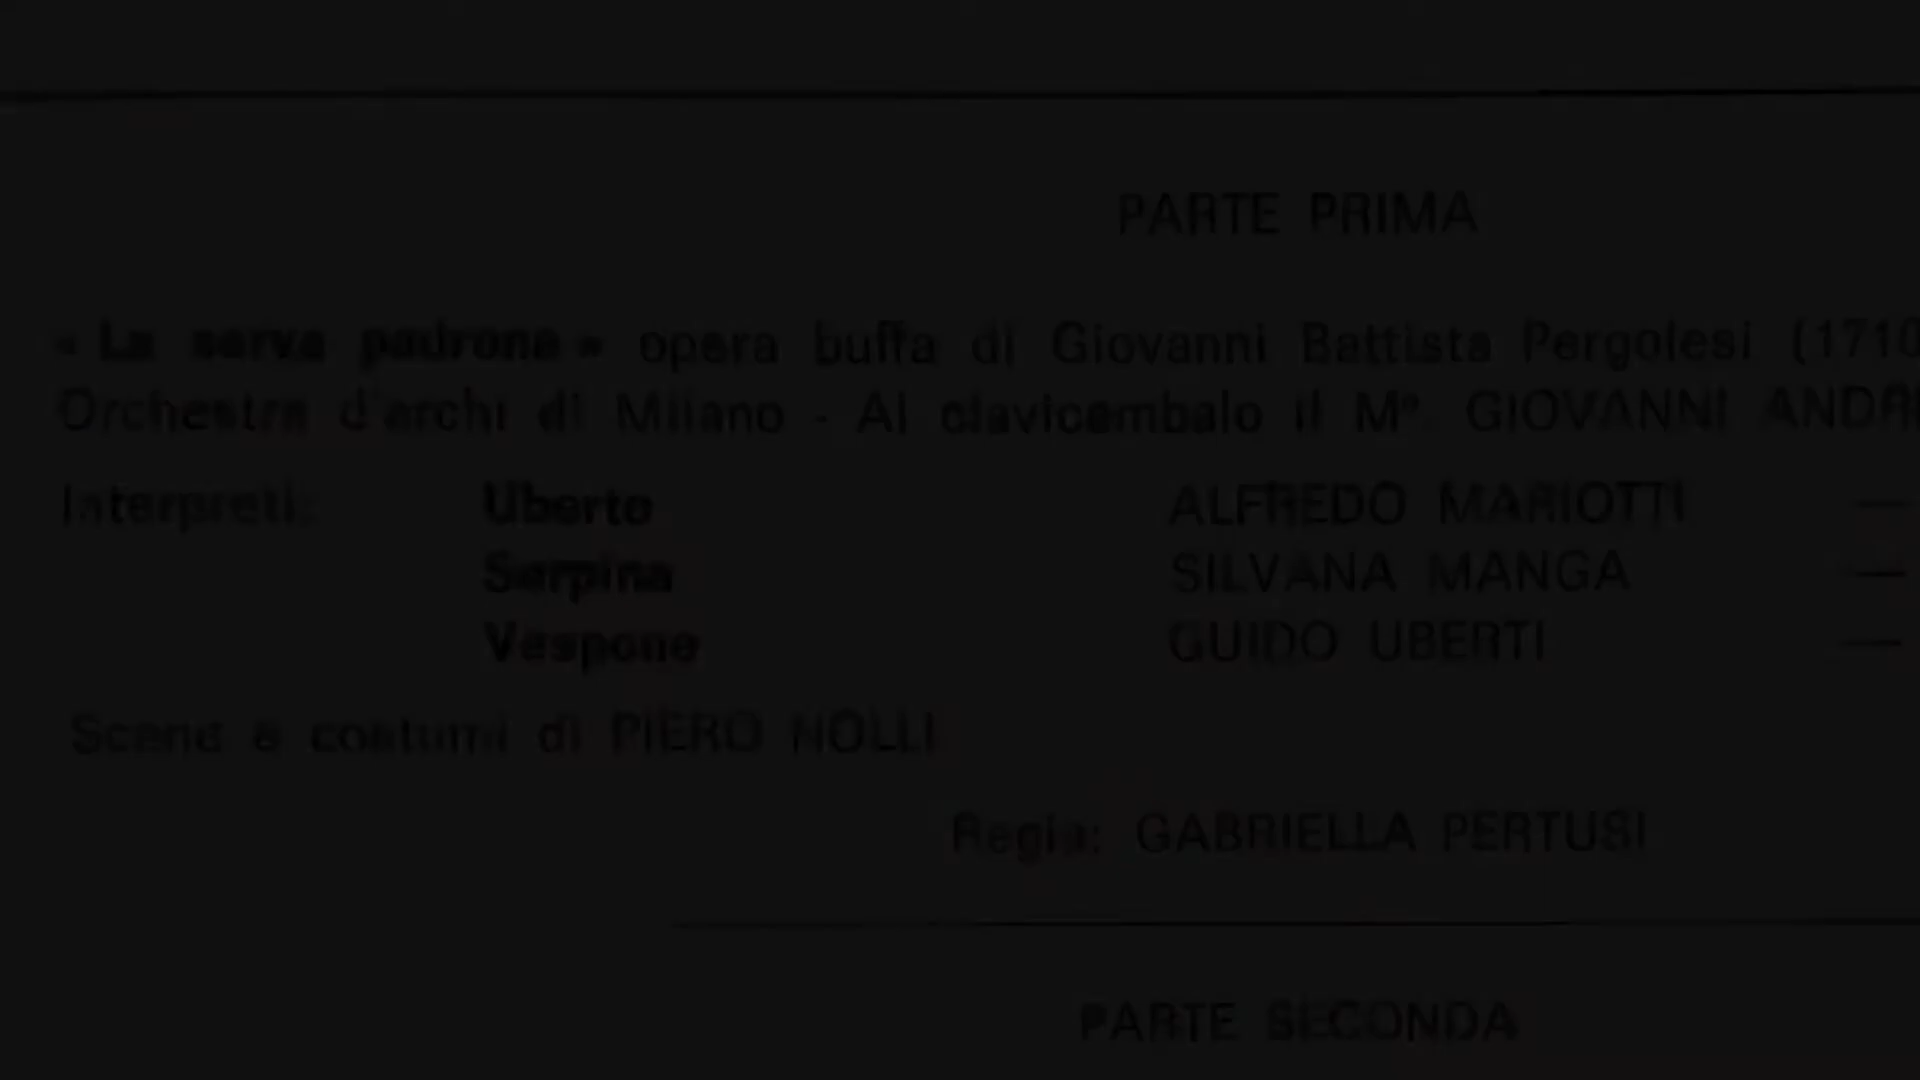 PARTE PRIMA
« La serva padrona » opera buffa di Giovanni Battista Pergolesi (1710
Orchestra d'archi di Milano - Al clavicembalo il M°. GIOVANNI ANDR
Interpreti: Uberto ALFREDO MARIOTTI —
Serpina SILVANA MANGA —
Vespone GUIDO UBERTI —
Scene e costumi di PIERO NOLLI
Regia: GABRIELLA PERTUSI
PARTE SECONDA